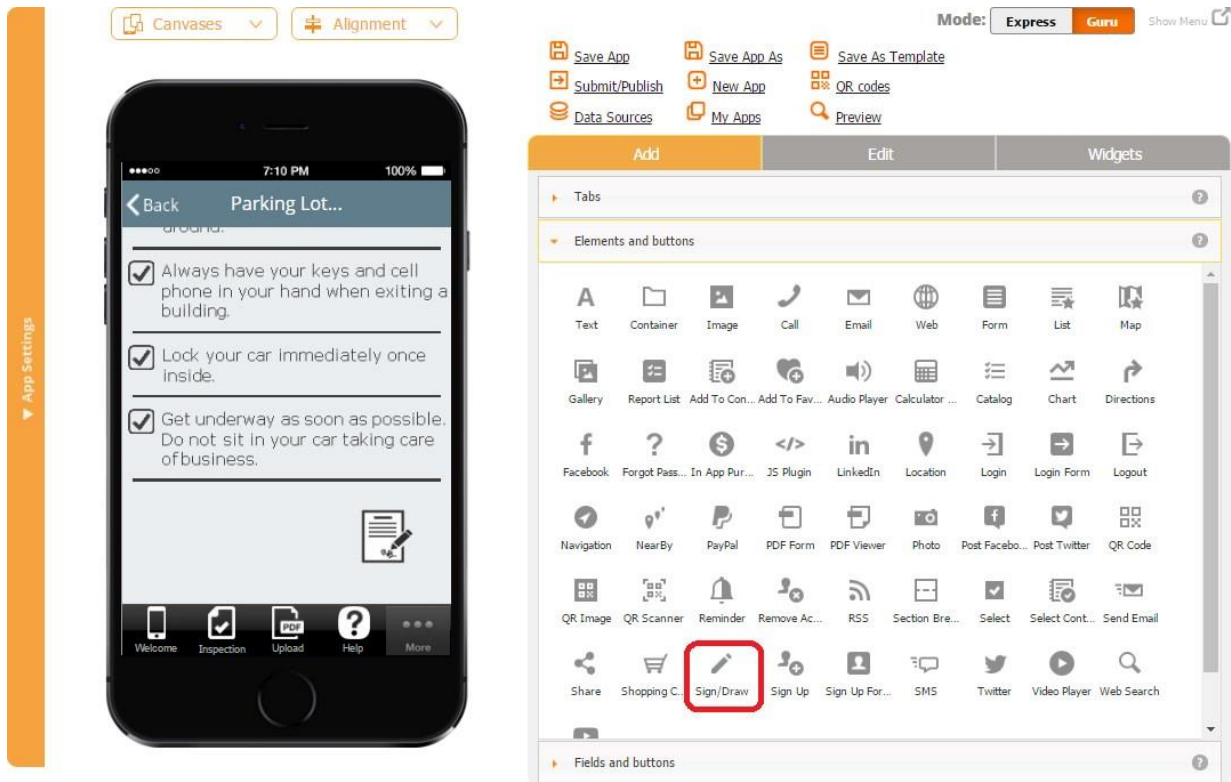 Canvases
Alignment
Mode: Express Guru Show Menu
Save App Save App As Save As Template
Submit/Publish New App QR codes
Data Sources My Apps Preview
App Settings
7:10 PM 100%
Back Parking Lot...
around.
Always have your keys and cell
phone in your hand when exiting a
building.
Lock your car immediately once
inside.
Get underway as soon as possible.
Do not sit in your car taking care
of business.
Welcome Inspection Upload Help More
PDF
Add Edit Widgets
Tabs
Elements and buttons
Text Container Image Call Email Web Form List Map
Gallery Report List Add To Con... Add To Fav... Audio Player Calculator ... Catalog Chart Directions
Facebook Forgot Pass... In App Pur... JS Plugin LinkedIn Location Login Login Form Logout
Navigation NearBy PayPal PDF Form PDF Viewer Photo Post Facebo... Post Twitter QR Code
QR Image QR Scanner Reminder Remove Ac... RSS Section Bre... Select Select Cont... Send Email
Share Shopping C... Sign/Draw Sign Up Sign Up For... SMS Twitter Video Player Web Search
Fields and buttons